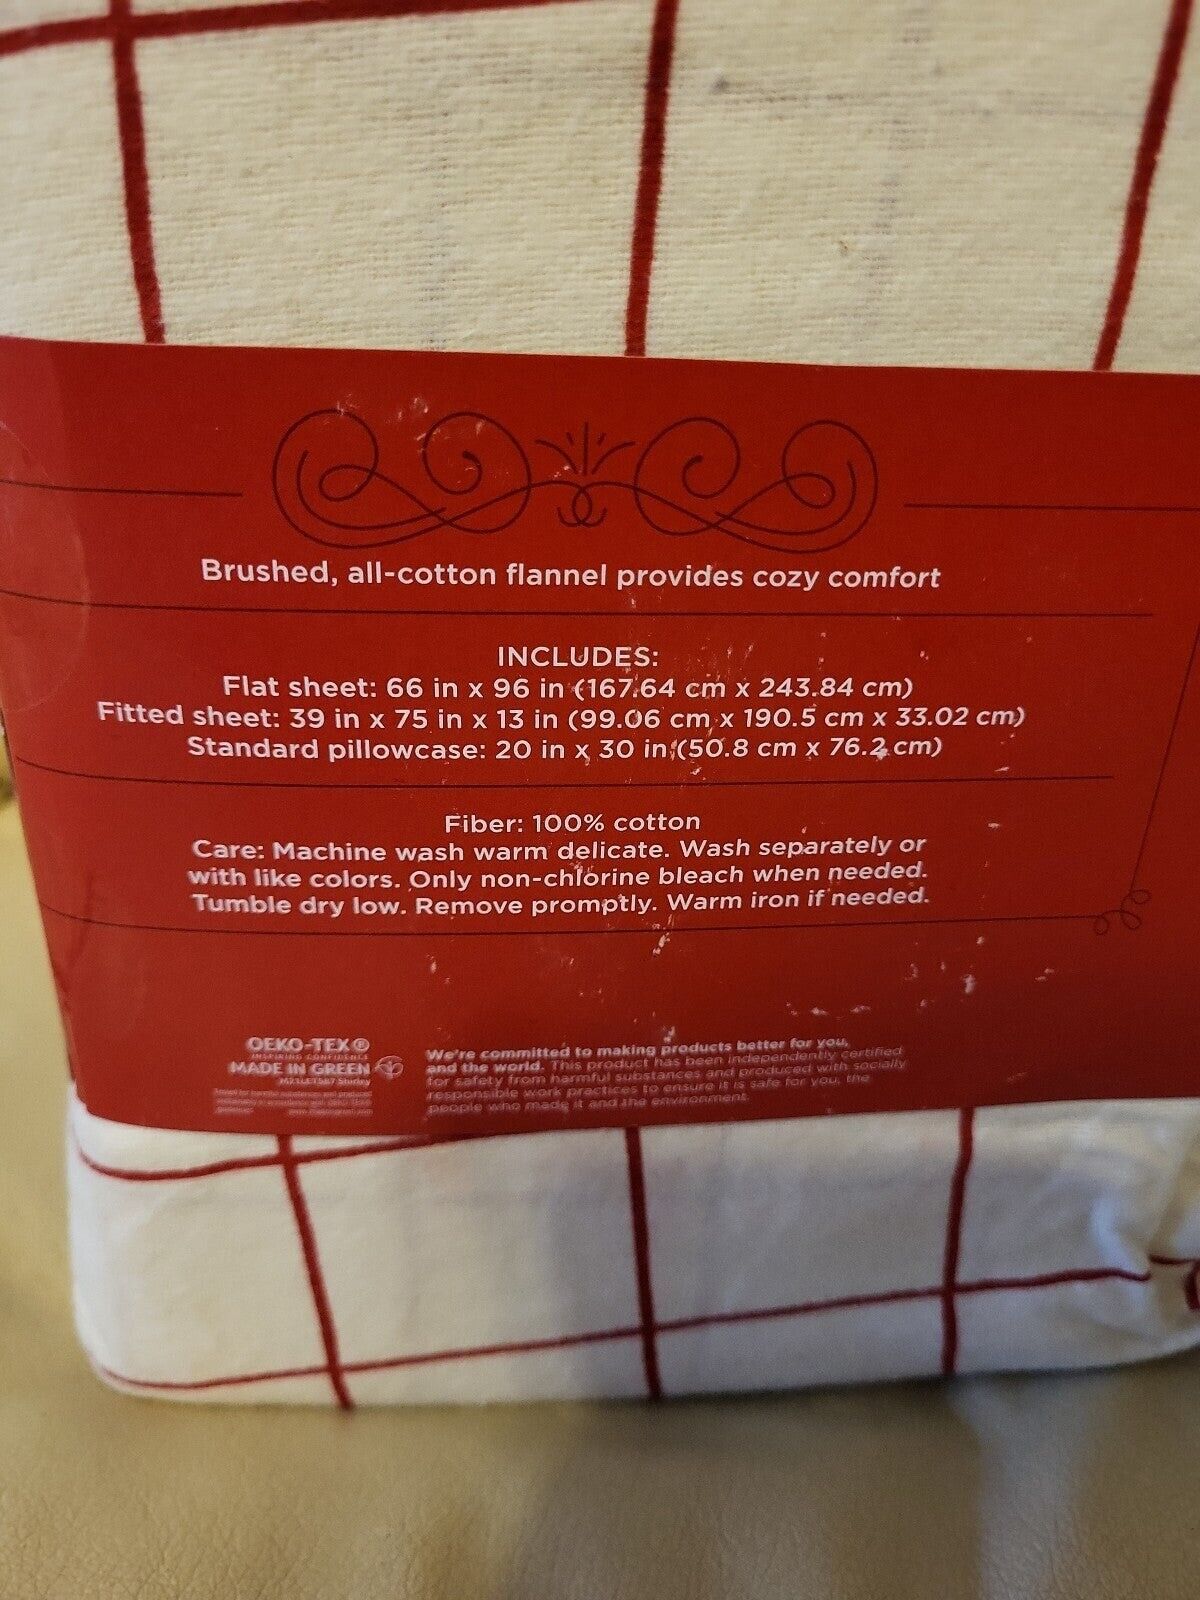 Brushed, all-cotton flannel provides cozy comfort
INCLUDES:
Flat sheet: 66 in x 96 in (167.64 cm x 243.84 cm)
Fitted sheet: 39 in x 75 in x 13 in (99.06 cm x 190.5 cm x 33.02 cm)
Standard pillowcase: 20 in x 30 in (50.8 cm x 76.2 cm)
Fiber: 100% cotton
Care: Machine wash warm delicate. Wash separately or
with like colors. Only non-chlorine bleach when needed.
Tumble dry low. Remove promptly. Warm iron if needed.
OEKO-TEX®
INSPIRING CONFIDENCE
MADE IN GREEN
Shirley
We're committed to making products better for you,
and the world. This product has been independently certified
for safety from harmful substances and produced with socially
responsible work practices to ensure it is safe for you, the
people who made it and the environment.